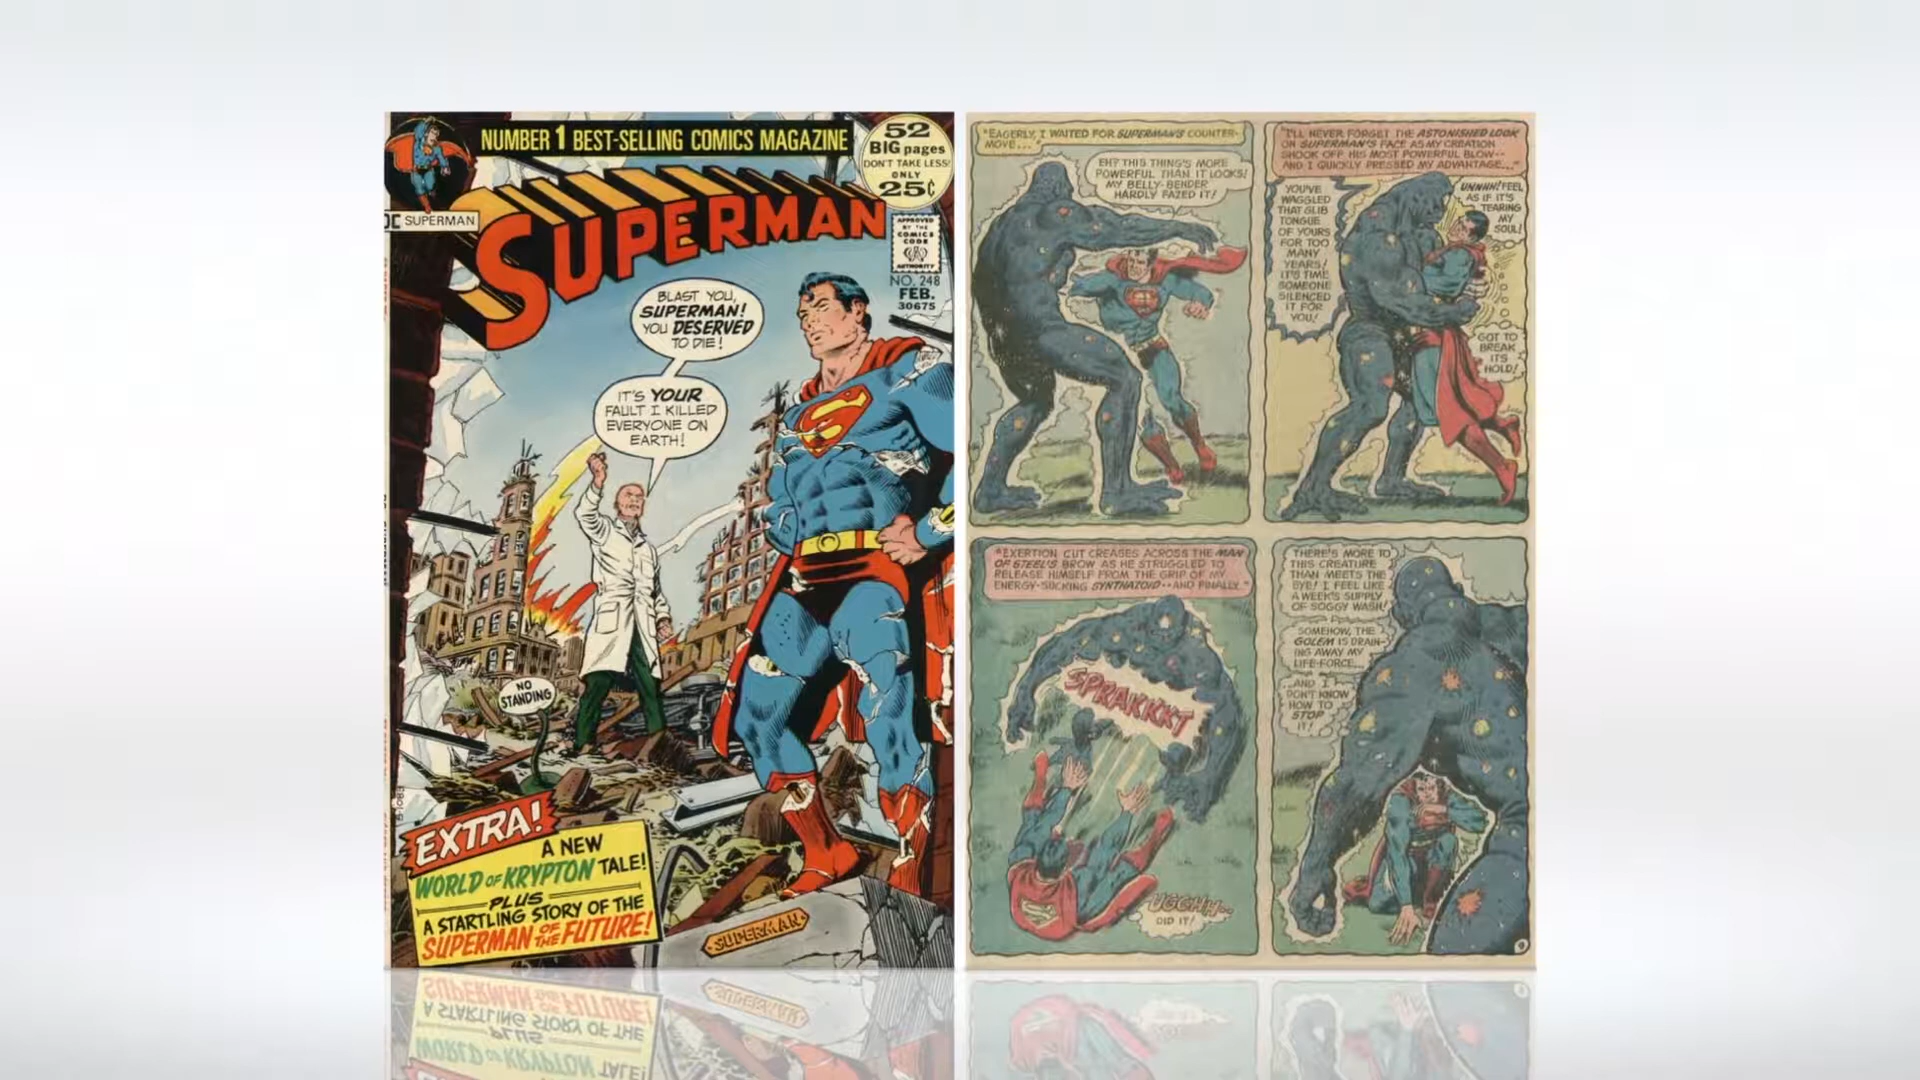 NUMBER 1 BEST-SELLING COMICS MAGAZINE
52
BIG pages
DON'T TAKE LESS!
ONLY
25¢
DC SUPERMAN
SUPERMAN
APPROVED
BY THE
COMICS
CODE
AUTHORITY
NO. 248
FEB.
30675
BLAST YOU,
SUPERMAN!
YOU DESERVED
TO DIE!
IT'S YOUR
FAULT I KILLED
EVERYONE ON
EARTH!
NO
STANDING
EXTRA!
A NEW
WORLD OF KRYPTON TALE!
PLUS
A STARTLING STORY OF THE
SUPERMAN OF THE FUTURE!
SUPERMAN
"EAGERLY, I WAITED FOR SUPERMAN'S COUNTER-
MOVE..."
EH? THIS THING'S MORE
POWERFUL THAN IT LOOKS!
MY BELLY-BENDER
HARDLY FAZED IT!
"I'LL NEVER FORGET THE ASTONISHED LOOK
ON SUPERMAN'S FACE AS MY CREATION
SHOOK OFF HIS MOST POWERFUL BLOW--
AND I QUICKLY PRESSED MY ADVANTAGE..."
YOU'VE
WAGGLED
THAT GLIB
TONGUE
OF YOURS
FOR TOO
MANY
YEARS!
IT'S TIME
SOMEONE
SILENCED
IT FOR
YOU!
UNNHH! FEEL
AS IF IT'S
TEARING
MY
SOUL!
GOT TO
BREAK
ITS
HOLD!
"EXERTION CUT CREASES ACROSS THE MAN
OF STEEL'S BROW AS HE STRUGGLED TO
RELEASE HIMSELF FROM THE GRIP OF MY
ENERGY-SUCKING SYNTHATOID--AND FINALLY..."
SPRAKKKT
UGGHH--
DID IT!
THERE'S MORE TO
THIS CREATURE
THAN MEETS THE
EYE! I FEEL LIKE
A WEEK'S SUPPLY
OF SOGGY WASH!
SOMEHOW, THE
GOLEM IS DRAIN-
ING AWAY MY
LIFE-FORCE...
...AND I
DON'T KNOW
HOW TO
STOP
IT!
9